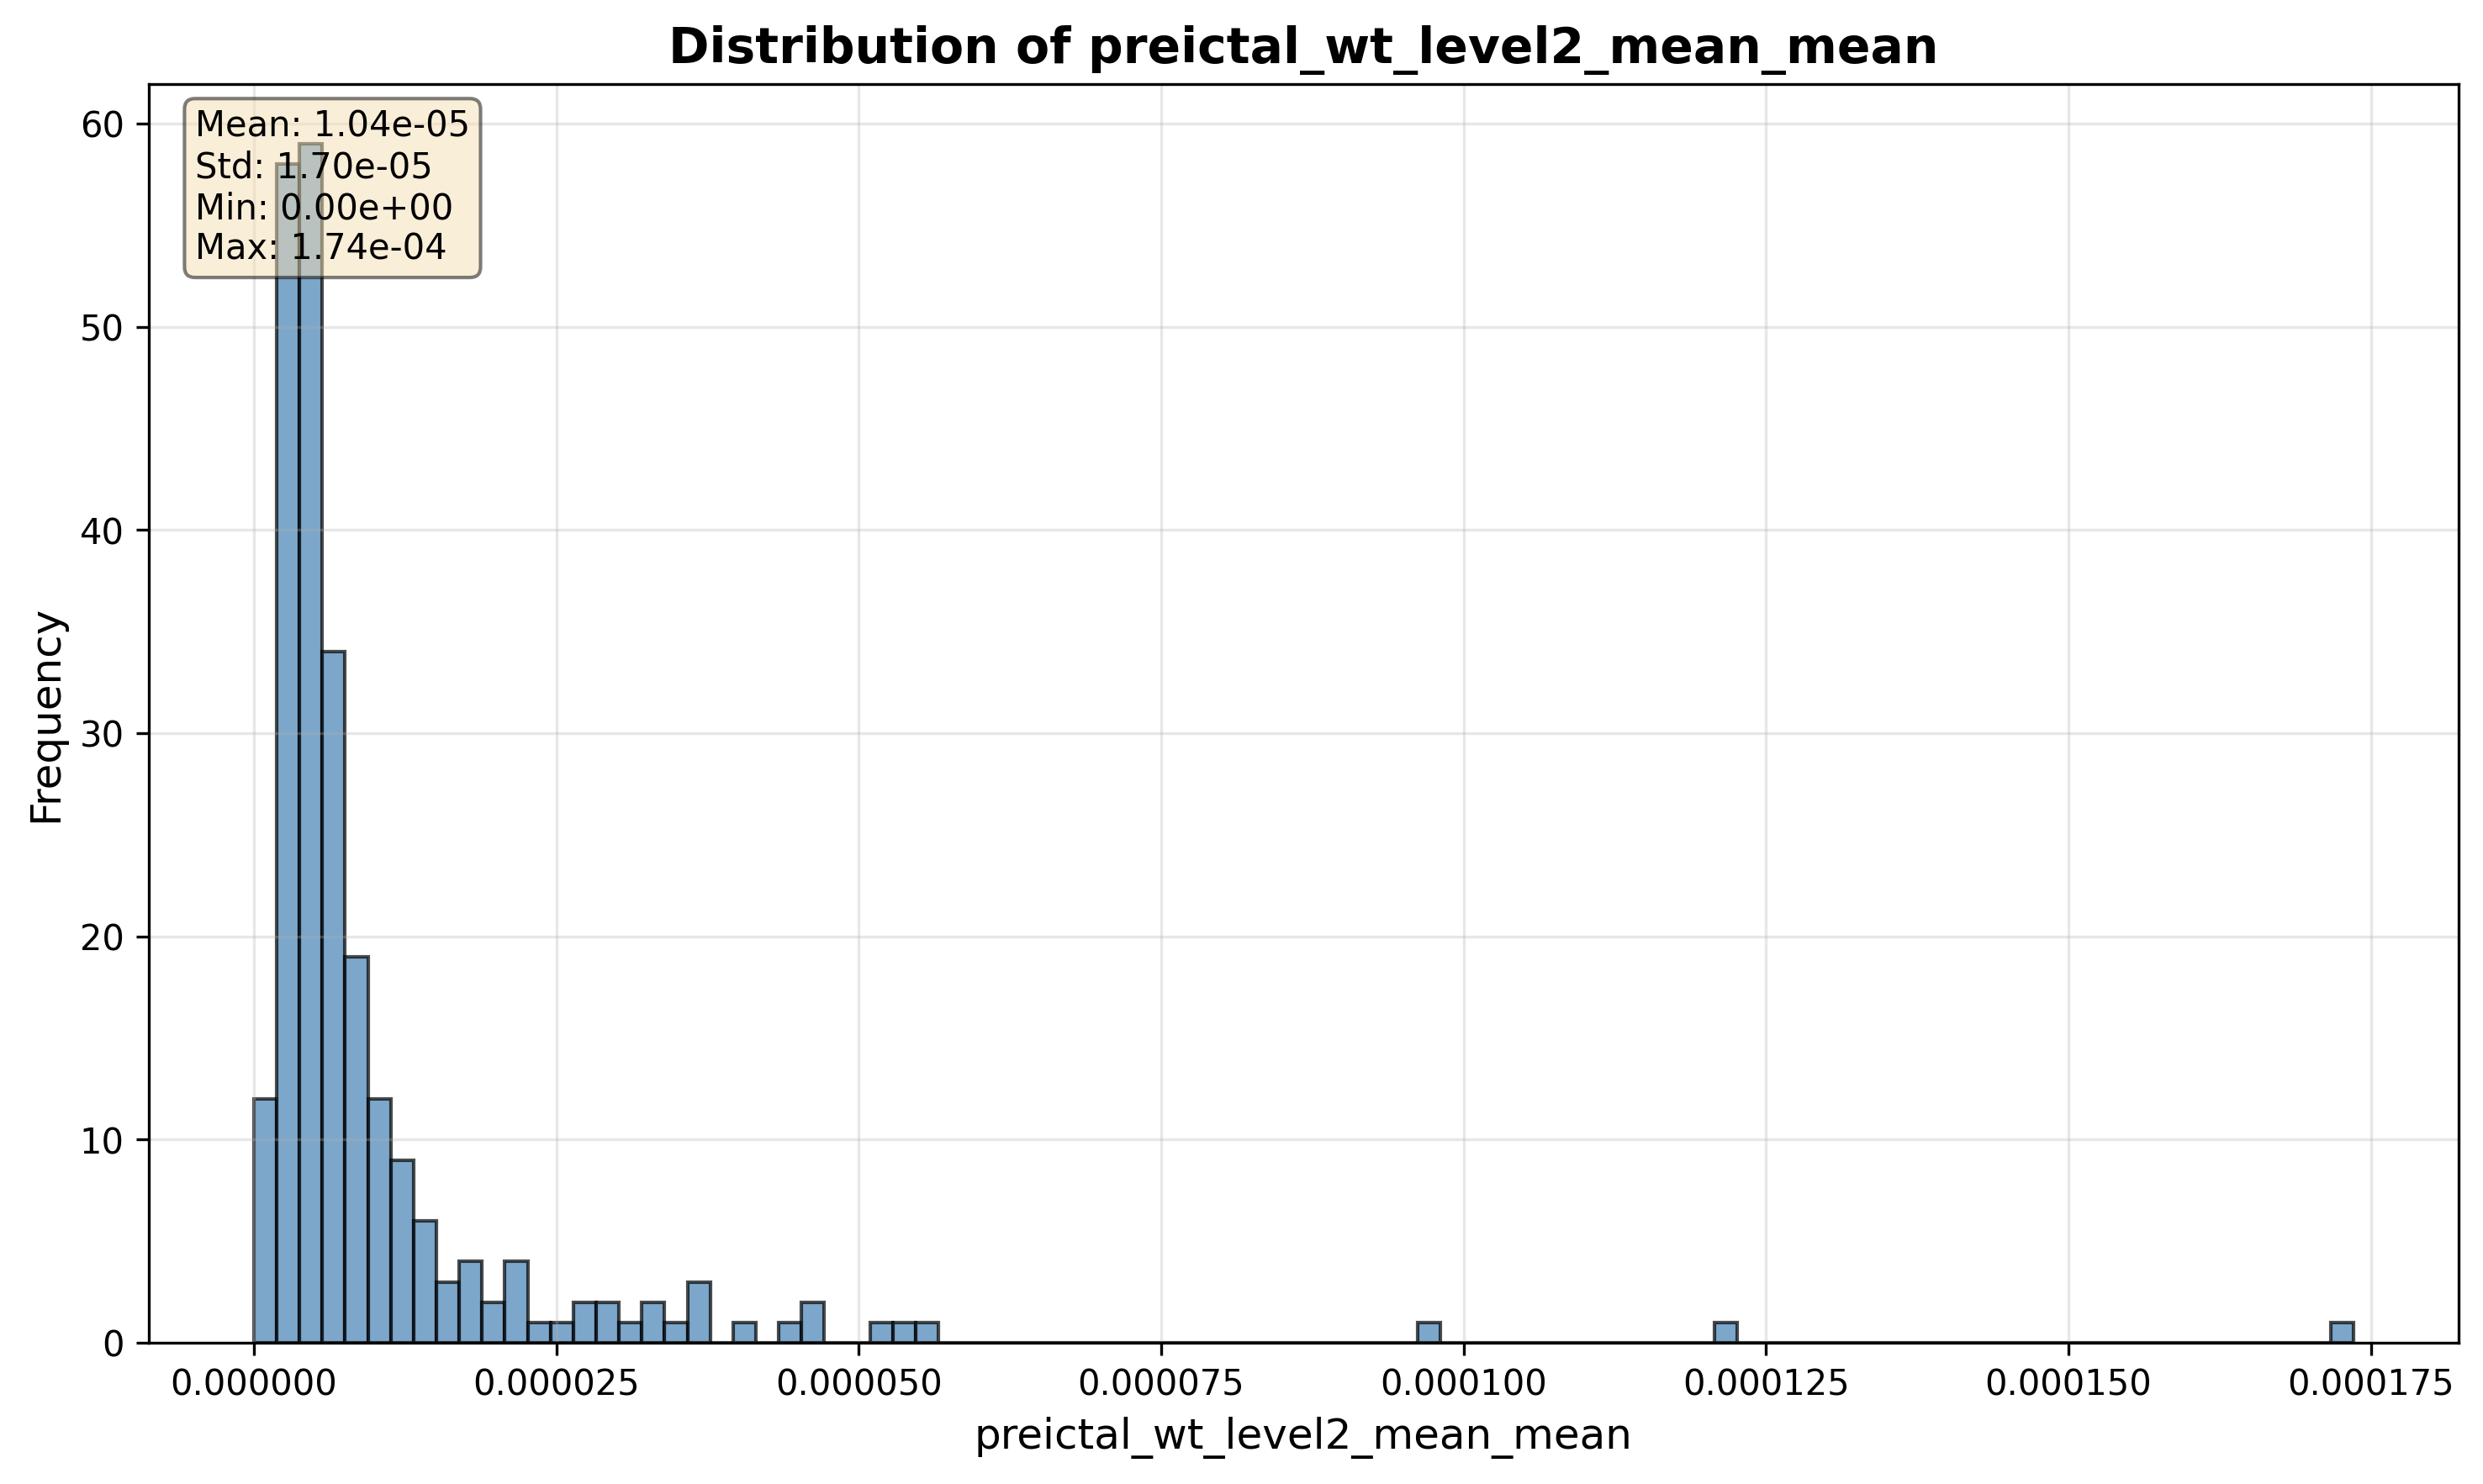 Distribution of preictal_wt_level2_mean_mean
Mean: 1.04e-05
Std: 1.70e-05
Min: 0.00e+00
Max: 1.74e-04
60
50
40
30
20
10
0
Frequency
0.000000 0.000025 0.000050 0.000075 0.000100 0.000125 0.000150 0.000175
preictal_wt_level2_mean_mean